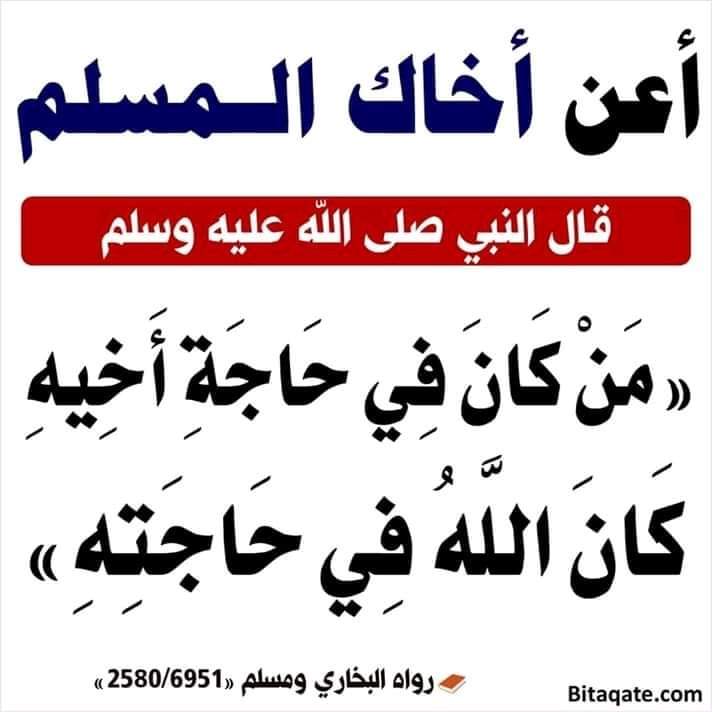 أعن أخاك الـمسلم
قال النبي صلى الله عليه وسلم
«مَنْ كَانَ فِي حَاجَةِ أَخِيهِ
كَانَ اللَّهُ فِي حَاجَتِهِ»
رواه البخاري ومسلم «2580/6951»
Bitaqate.com